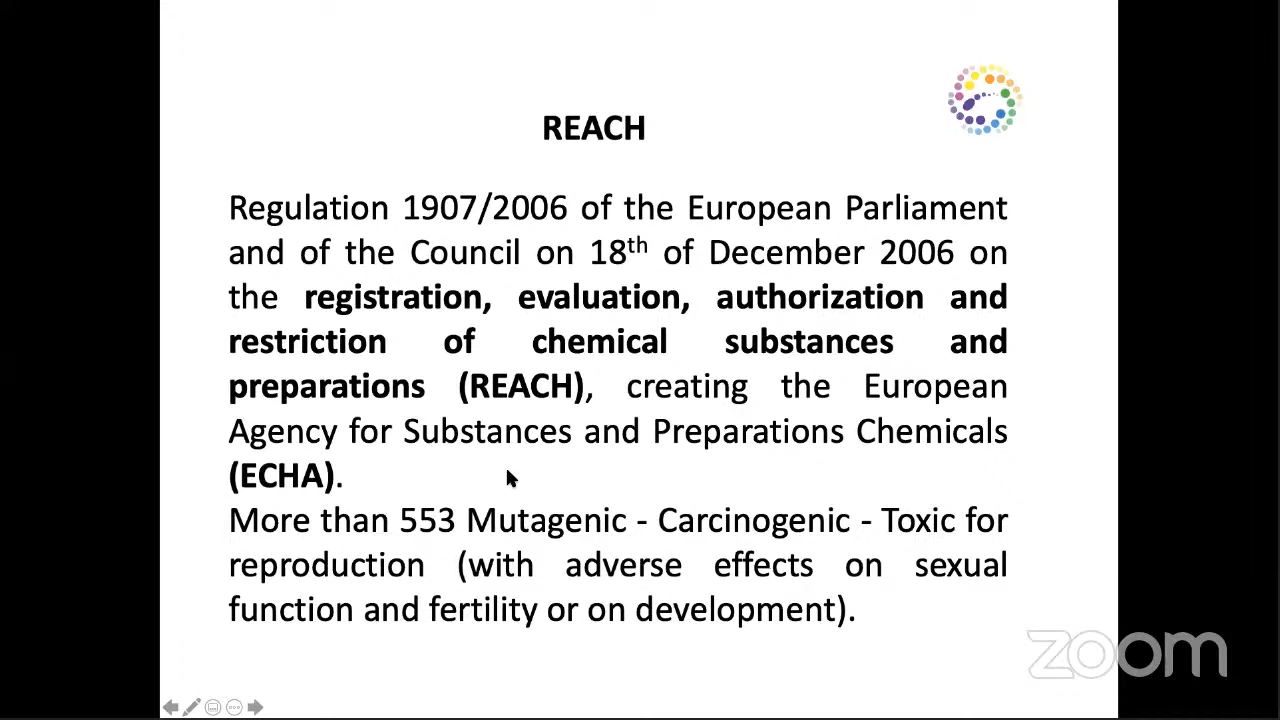 REACH
Regulation 1907/2006 of the European Parliament
and of the Council on 18th of December 2006 on
the registration, evaluation, authorization and
restriction of chemical substances and
preparations (REACH), creating the European
Agency for Substances and Preparations Chemicals
(ECHA).
More than 553 Mutagenic - Carcinogenic - Toxic for
reproduction (with adverse effects on sexual
function and fertility or on development).
zoom